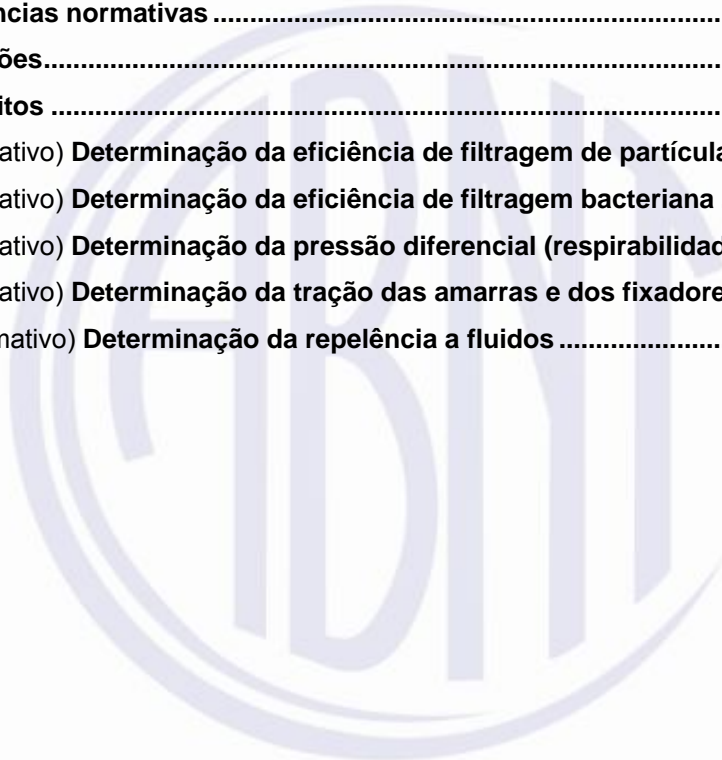 ncias normativas ............................................................
ões............................................................
itos ............................................................
ativo) Determinação da eficiência de filtragem de partícula
ativo) Determinação da eficiência de filtragem bacteriana
ativo) Determinação da pressão diferencial (respirabilidad
ativo) Determinação da tração das amarras e dos fixadore
mativo) Determinação da repelência a fluidos ........................
ABNT